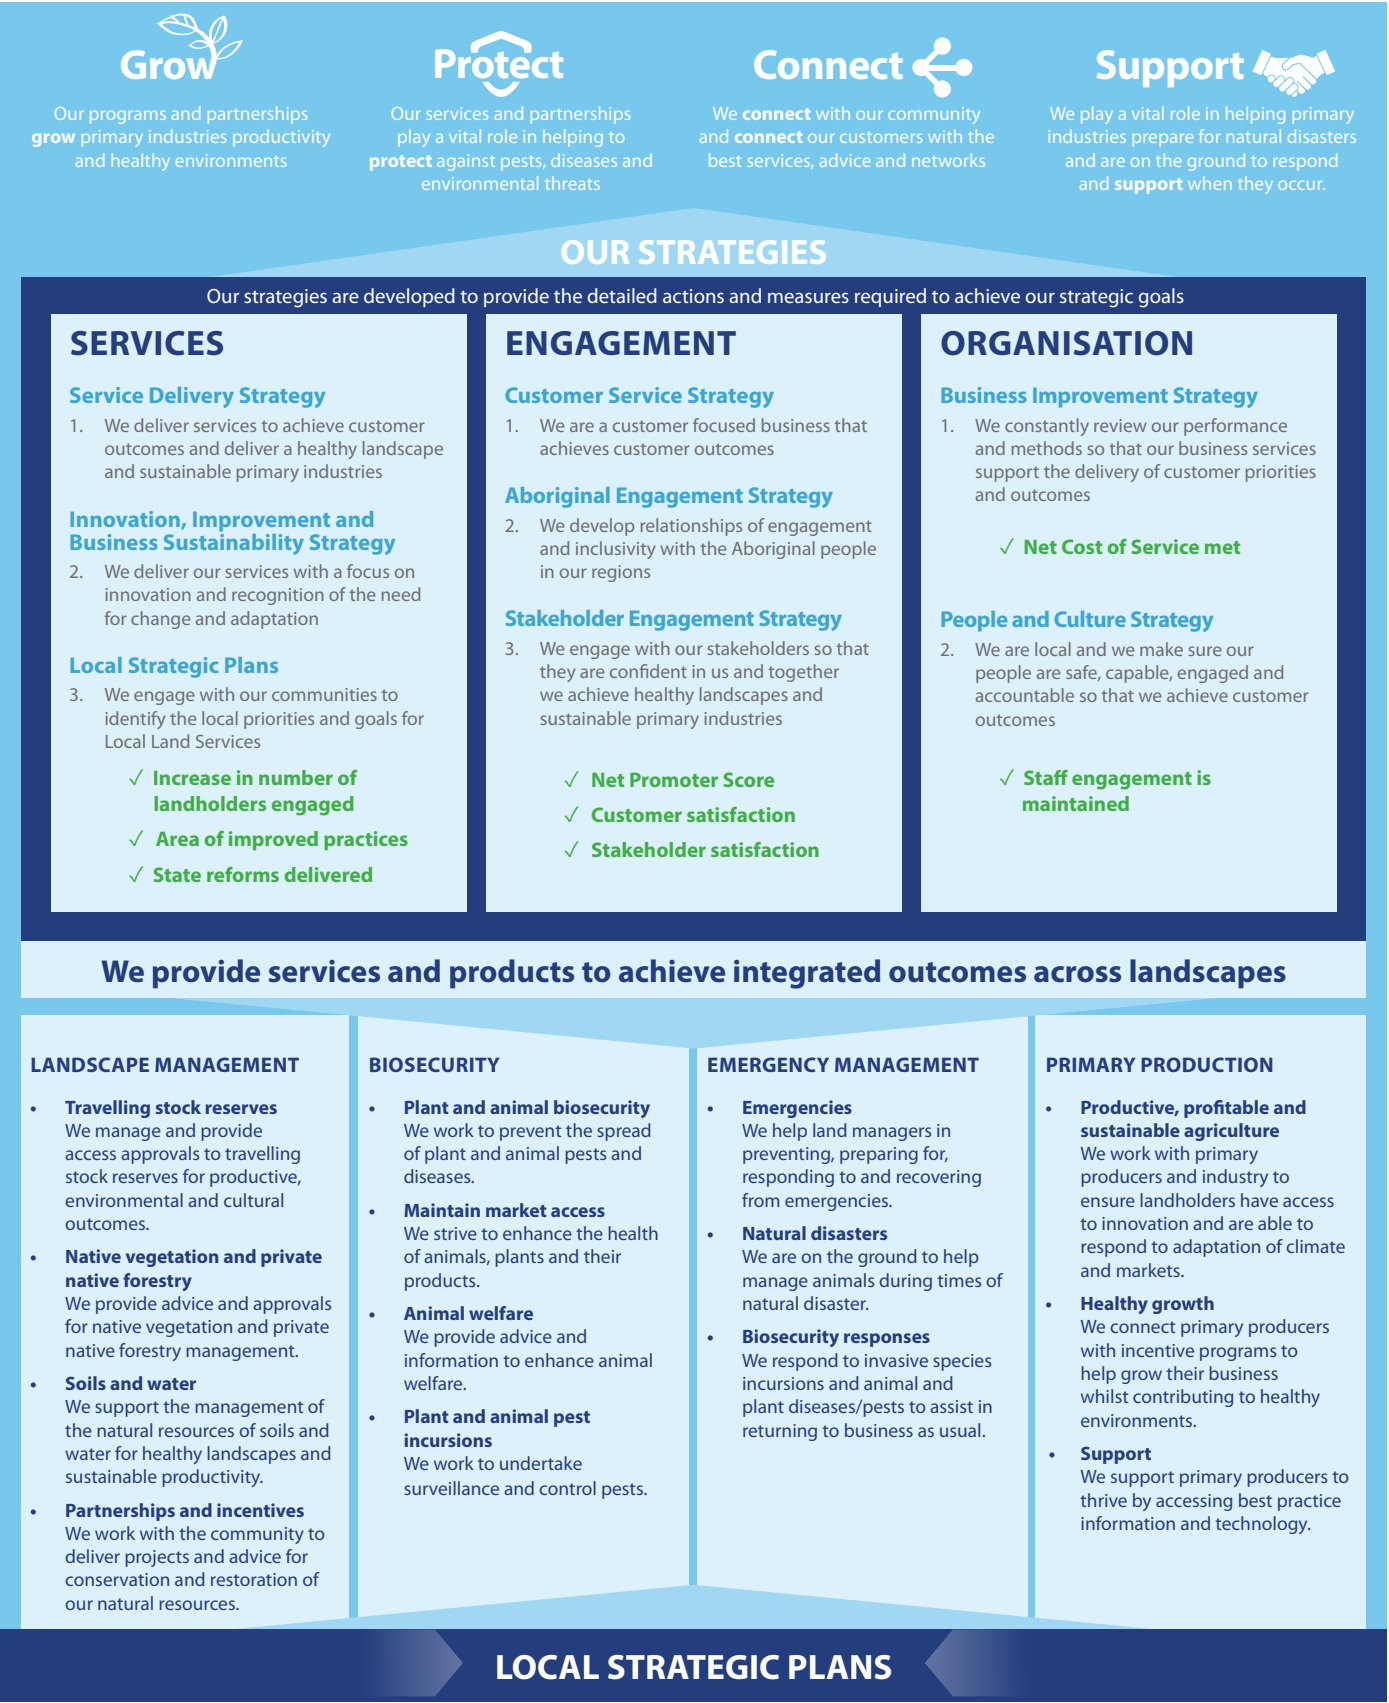 Grow
Our programs and partnerships
grow primary industries productivity
and healthy environments
Protect
Our services and partnerships
play a vital role in helping to
protect against pests, diseases and
environmental threats
Connect
We connect with our community
and connect our customers with the
best services, advice and networks
Support
We play a vital role in helping primary
industries prepare for natural disasters
and are on the ground to respond
and support when they occur.
OUR STRATEGIES
Our strategies are developed to provide the detailed actions and measures required to achieve our strategic goals
SERVICES
Service Delivery Strategy
1. We deliver services to achieve customer
outcomes and deliver a healthy landscape
and sustainable primary industries
Innovation, Improvement and
Business Sustainability Strategy
2. We deliver our services with a focus on
innovation and recognition of the need
for change and adaptation
Local Strategic Plans
3. We engage with our communities to
identify the local priorities and goals for
Local Land Services
✓ Increase in number of
landholders engaged
✓ Area of improved practices
✓ State reforms delivered
ENGAGEMENT
Customer Service Strategy
1. We are a customer focused business that
achieves customer outcomes
Aboriginal Engagement Strategy
2. We develop relationships of engagement
and inclusivity with the Aboriginal people
in our regions
Stakeholder Engagement Strategy
3. We engage with our stakeholders so that
they are confident in us and together
we achieve healthy landscapes and
sustainable primary industries
✓ Net Promoter Score
✓ Customer satisfaction
✓ Stakeholder satisfaction
ORGANISATION
Business Improvement Strategy
1. We constantly review our performance
and methods so that our business services
support the delivery of customer priorities
and outcomes
✓ Net Cost of Service met
People and Culture Strategy
2. We are local and we make sure our
people are safe, capable, engaged and
accountable so that we achieve customer
outcomes
✓ Staff engagement is
maintained
We provide services and products to achieve integrated outcomes across landscapes
LANDSCAPE MANAGEMENT
• Travelling stock reserves
We manage and provide
access approvals to travelling
stock reserves for productive,
environmental and cultural
outcomes.
• Native vegetation and private
native forestry
We provide advice and approvals
for native vegetation and private
native forestry management.
• Soils and water
We support the management of
the natural resources of soils and
water for healthy landscapes and
sustainable productivity.
• Partnerships and incentives
We work with the community to
deliver projects and advice for
conservation and restoration of
our natural resources.
BIOSECURITY
• Plant and animal biosecurity
We work to prevent the spread
of plant and animal pests and
diseases.
• Maintain market access
We strive to enhance the health
of animals, plants and their
products.
• Animal welfare
We provide advice and
information to enhance animal
welfare.
• Plant and animal pest
incursions
We work to undertake
surveillance and control pests.
EMERGENCY MANAGEMENT
• Emergencies
We help land managers in
preventing, preparing for,
responding to and recovering
from emergencies.
• Natural disasters
We are on the ground to help
manage animals during times of
natural disaster.
• Biosecurity responses
We respond to invasive species
incursions and animal and
plant diseases/pests to assist in
returning to business as usual.
PRIMARY PRODUCTION
• Productive, profitable and
sustainable agriculture
We work with primary
producers and industry to
ensure landholders have access
to innovation and are able to
respond to adaptation of climate
and markets.
• Healthy growth
We connect primary producers
with incentive programs to
help grow their business
whilst contributing to healthy
environments.
• Support
We support primary producers to
thrive by accessing best practice
information and technology.
LOCAL STRATEGIC PLANS